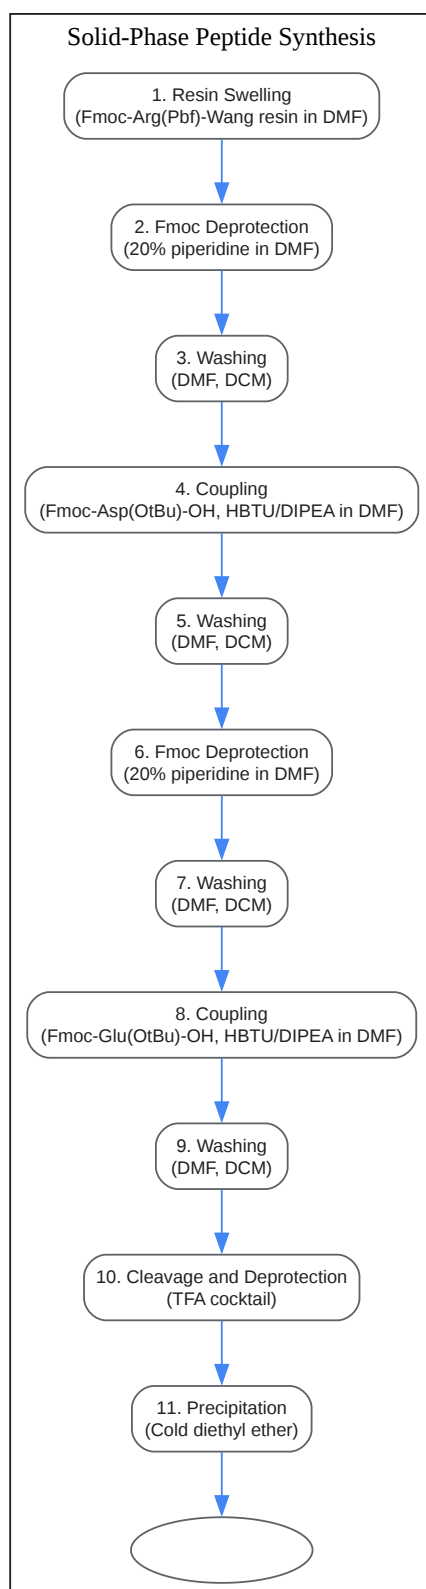 Solid-Phase Peptide Synthesis
1. Resin Swelling
(Fmoc-Arg(Pbf)-Wang resin in DMF)
2. Fmoc Deprotection
(20% piperidine in DMF)
3. Washing
(DMF, DCM)
4. Coupling
(Fmoc-Asp(OtBu)-OH, HBTU/DIPEA in DMF)
5. Washing
(DMF, DCM)
6. Fmoc Deprotection
(20% piperidine in DMF)
7. Washing
(DMF, DCM)
8. Coupling
(Fmoc-Glu(OtBu)-OH, HBTU/DIPEA in DMF)
9. Washing
(DMF, DCM)
10. Cleavage and Deprotection
(TFA cocktail)
11. Precipitation
(Cold diethyl ether)